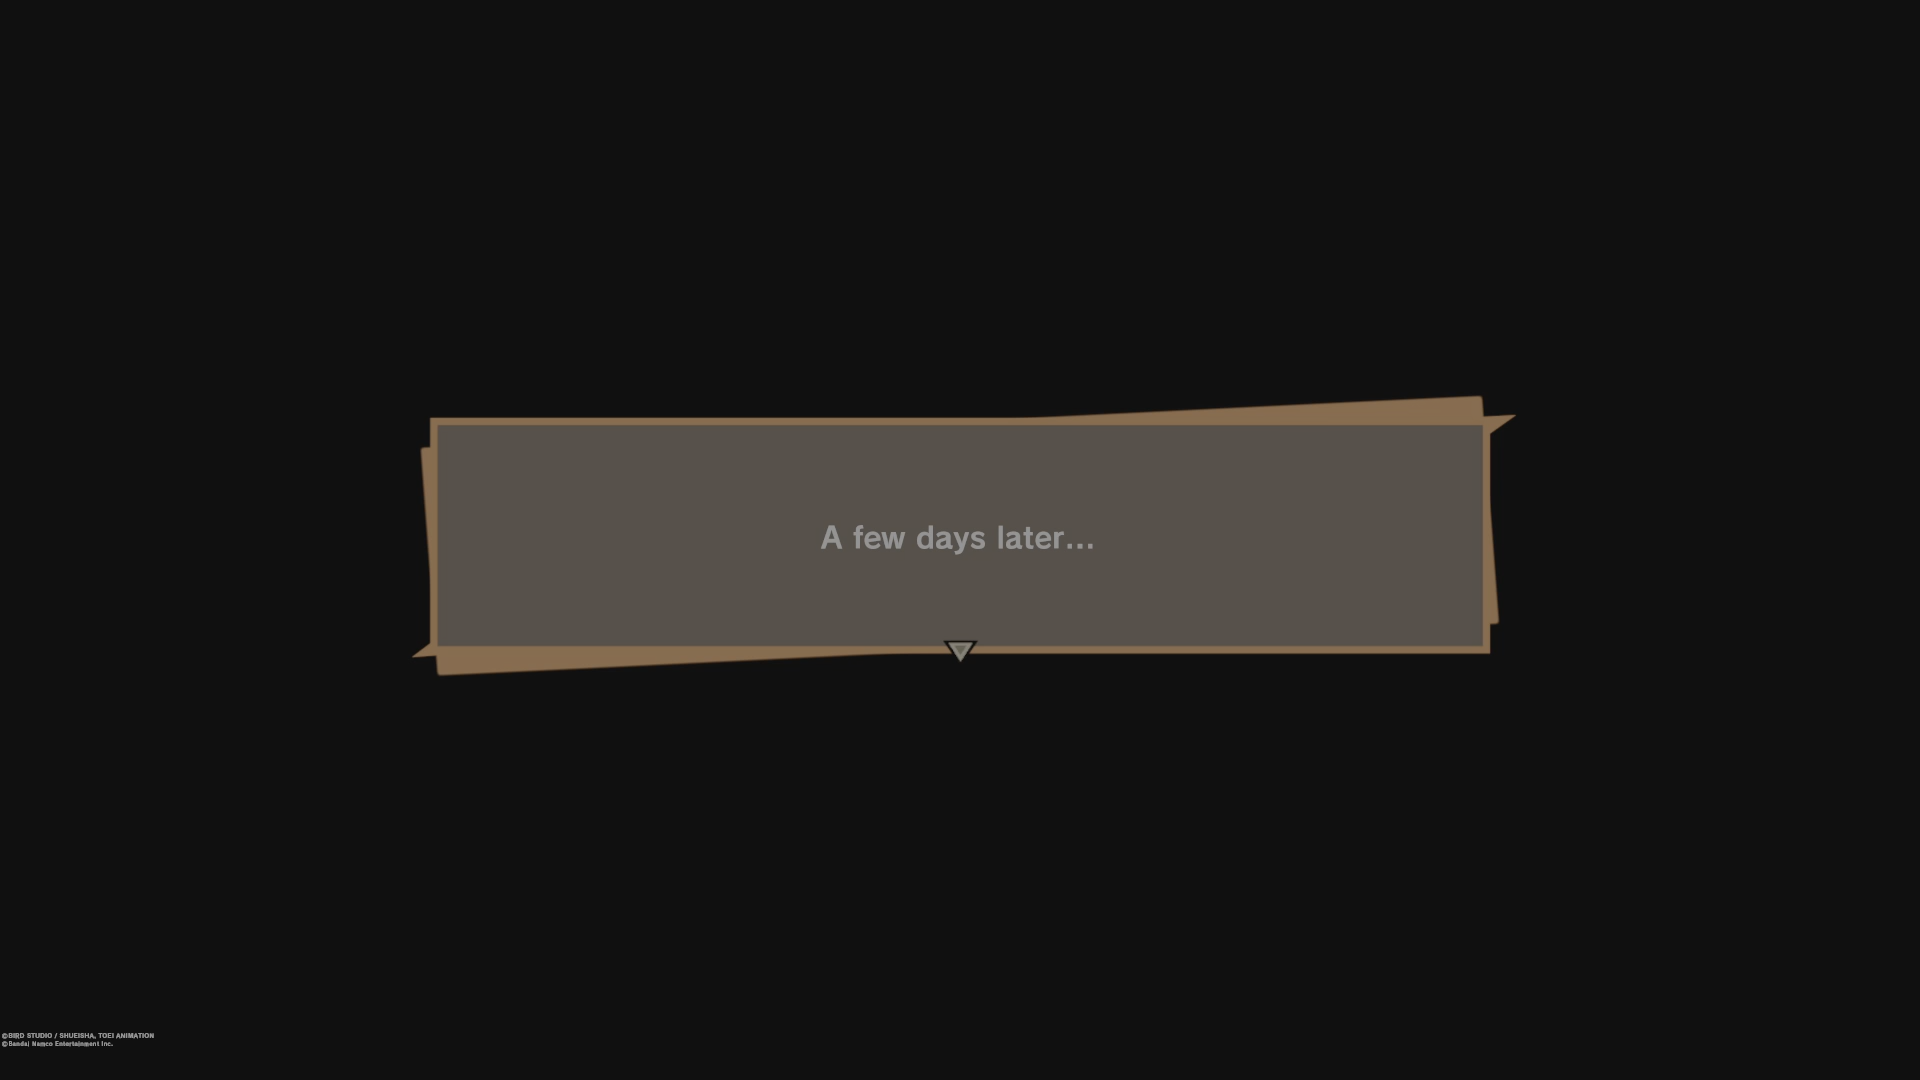 A few days later...
©BIRD STUDIO / SHUEISHA, TOEI ANIMATION
©Bandai Namco Entertainment Inc.